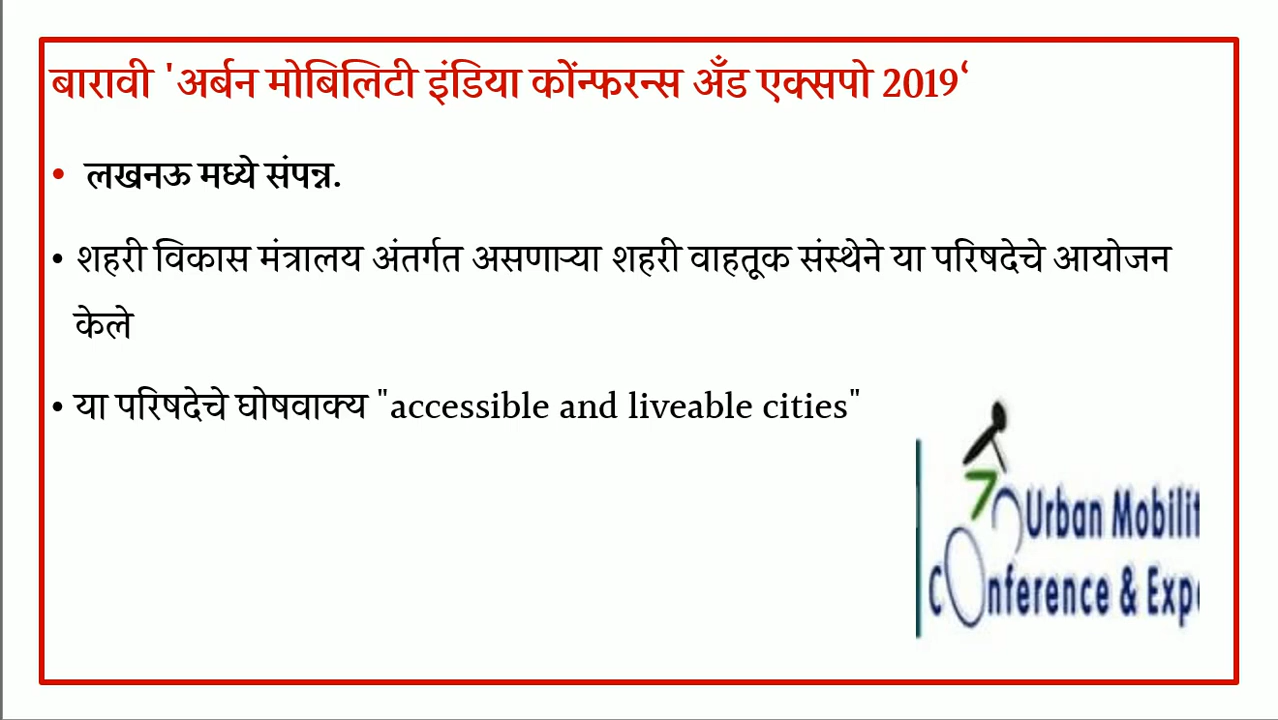 बारावी 'अर्बन मोबिलिटी इंडिया कोंन्फरन्स अँड एक्सपो 2019‘
• लखनऊ मध्ये संपन्न.
• शहरी विकास मंत्रालय अंतर्गत असणाऱ्या शहरी वाहतूक संस्थेने या परिषदेचे आयोजन
केले
• या परिषदेचे घोषवाक्य "accessible and liveable cities"
Urban Mobilit
Conference & Expo